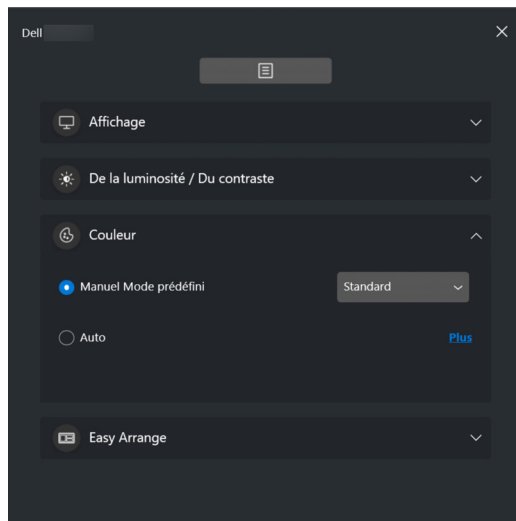 Dell
Affichage
De la luminosité / Du contraste
Couleur
Manuel Mode prédéfini Standard
Auto Plus
Easy Arrange